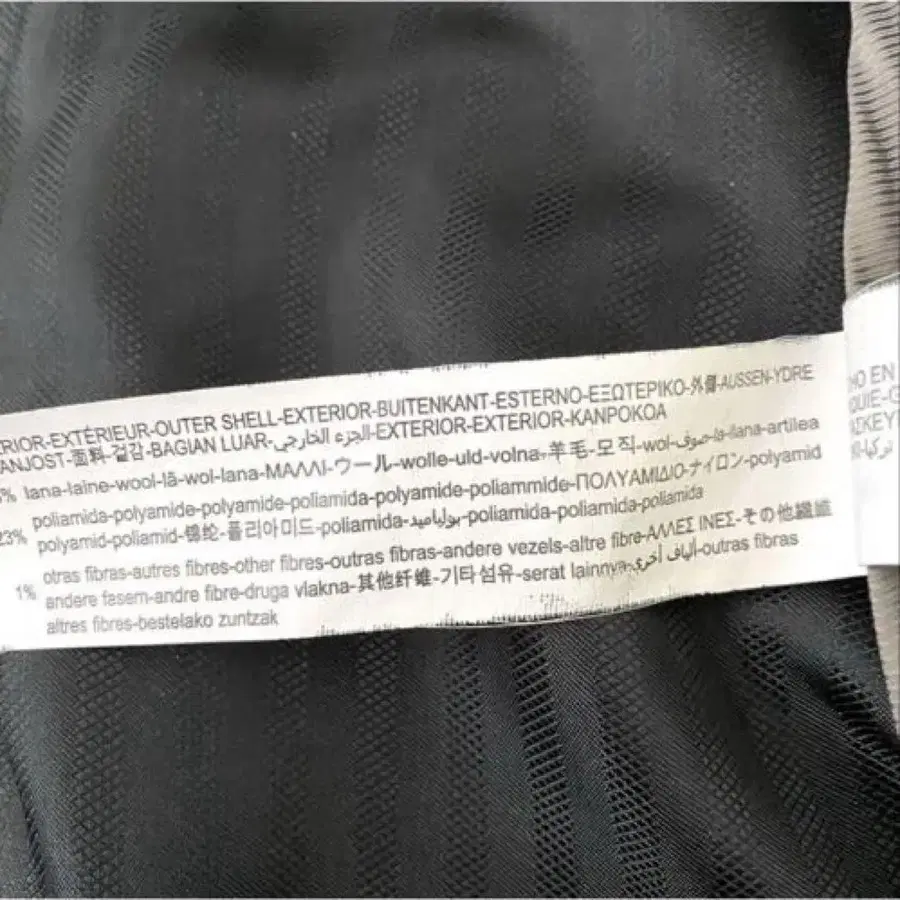 ERIOR-EXTÉRIEUR-OUTER SHELL-EXTERIOR-BUITENKANT-ESTERNO-ΕΞΩΤΕΡΙΚΟ-外側-AUSSEN-YDRE
ANJOST-面料-겉감-BAGIAN LUAR-الجزء الخارجي-EXTERIOR-EXTERIOR-KANPOKOA
6% lana-laine-wool-lã-wol-lana-ΜΑΛΛΙ-ウール-wolle-uld-volna-羊毛-모직-wol-صوف-la-llana-artilea
23% poliamida-polyamide-polyamide-poliamida-polyamide-poliammide-ΠΟΛΥΑΜΙΔΙΟ-ナイロン-polyamid
polyamid-poliamid-锦纶-폴리아미드-poliamida-بولياميد-poliamida-poliamida-poliamida
1% otras fibras-autres fibres-other fibres-outras fibras-andere vezels-altre fibre-ΑΛΛΕΣ ΙΝΕΣ-その他繊維
andere fasern-andre fibre-druga vlakna-其他纤维-기타섬유-serat lainnya-ألياف أخرى-outras fibras
altres fibres-bestelako zuntzak
HO EN
QUIE-
تركيا